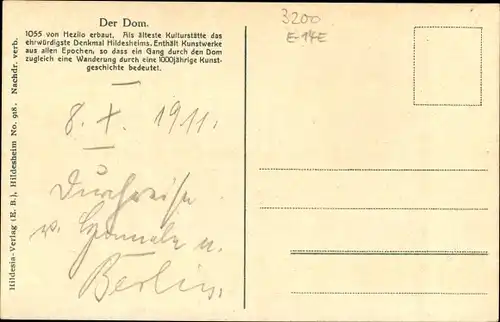 Der Dom.
1055 von Hezilo erbaut. Als älteste Kulturstätte das
ehrwürdigste Denkmal Hildesheims. Enthält Kunstwerke
aus allen Epochen, so dass ein Gang durch den Dom
zugleich eine Wanderung durch eine 1000jährige Kunst-
geschichte bedeutet.
8. X. 1911.
Durchreise
v. n.
Berlin.
Hildesia-Verlag (E. B.), Hildesheim No. 918. Nachdr. verb.
3200
E-14E